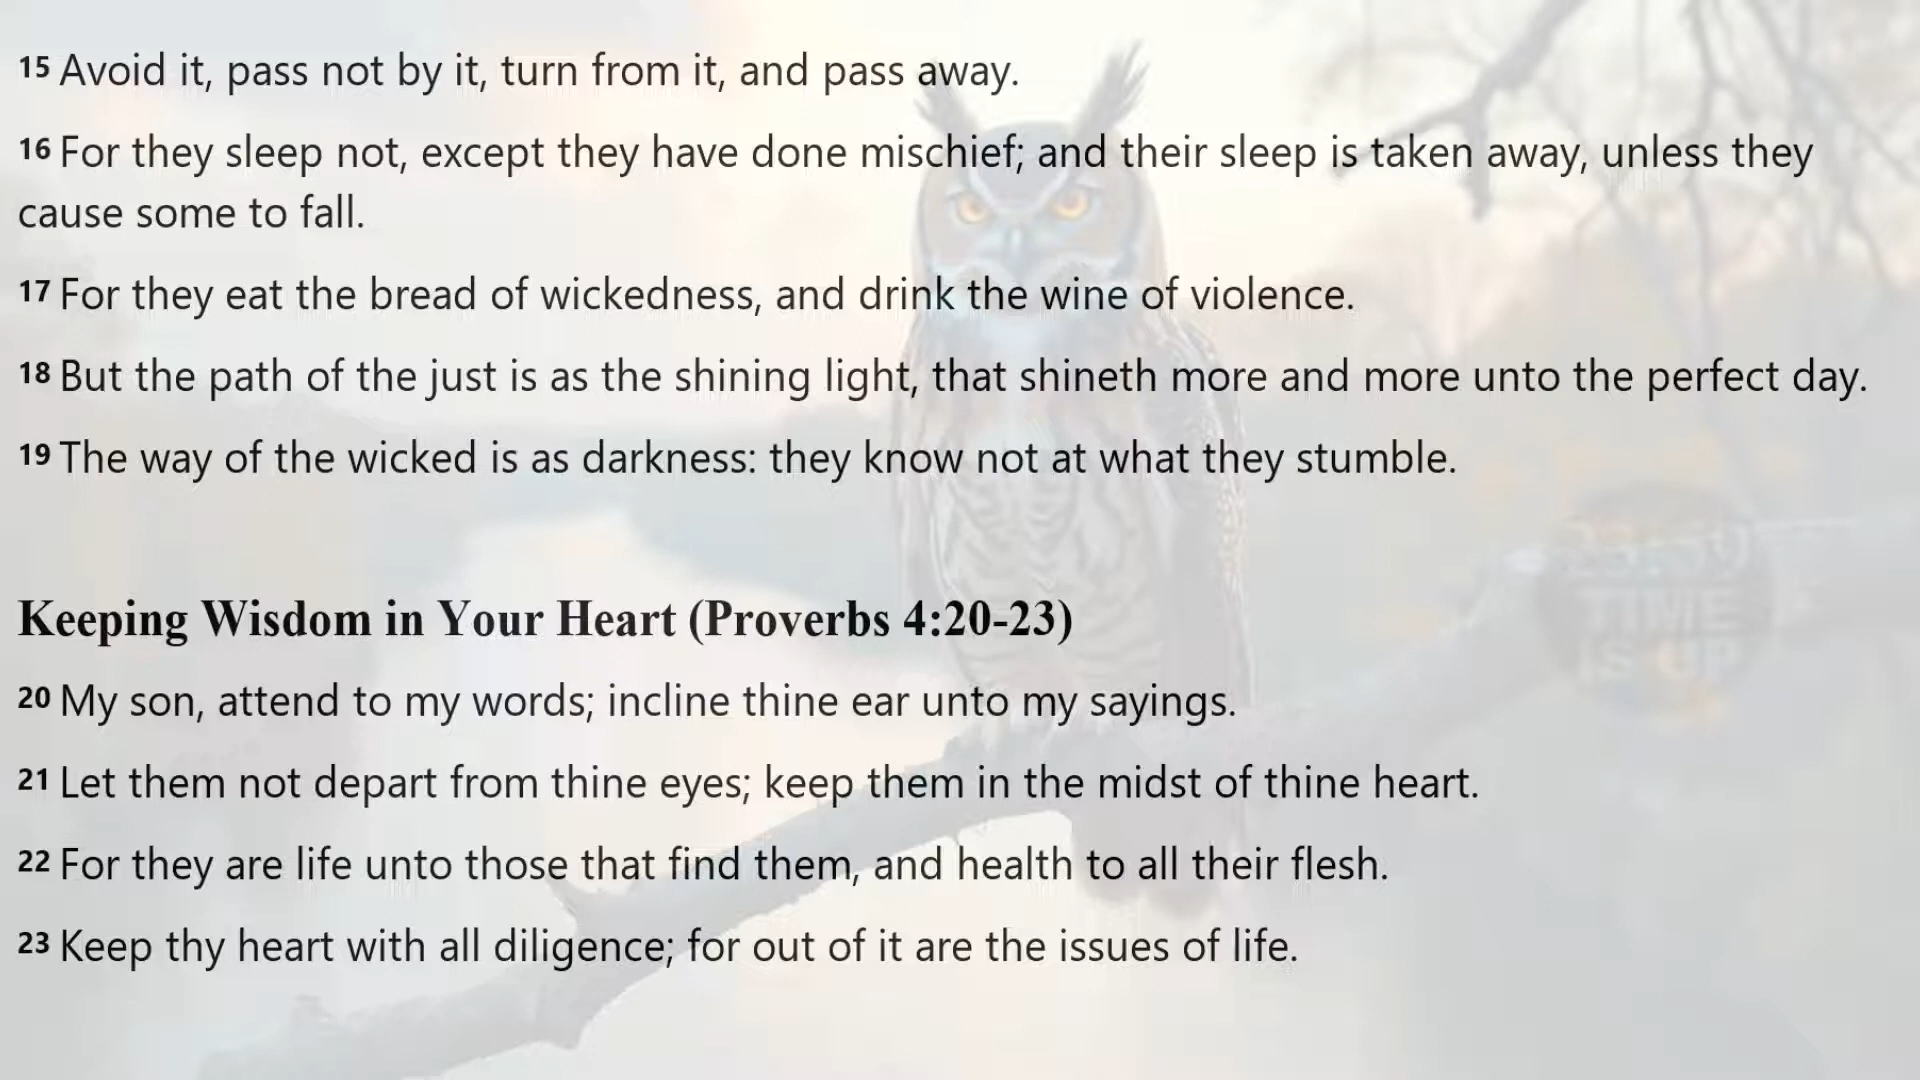 15 Avoid it, pass not by it, turn from it, and pass away.
16 For they sleep not, except they have done mischief; and their sleep is taken away, unless they
cause some to fall.
17 For they eat the bread of wickedness, and drink the wine of violence.
18 But the path of the just is as the shining light, that shineth more and more unto the perfect day.
19 The way of the wicked is as darkness: they know not at what they stumble.
Keeping Wisdom in Your Heart (Proverbs 4:20-23)
TIME
IS UP
20 My son, attend to my words; incline thine ear unto my sayings.
21 Let them not depart from thine eyes; keep them in the midst of thine heart.
22 For they are life unto those that find them, and health to all their flesh.
23 Keep thy heart with all diligence; for out of it are the issues of life.